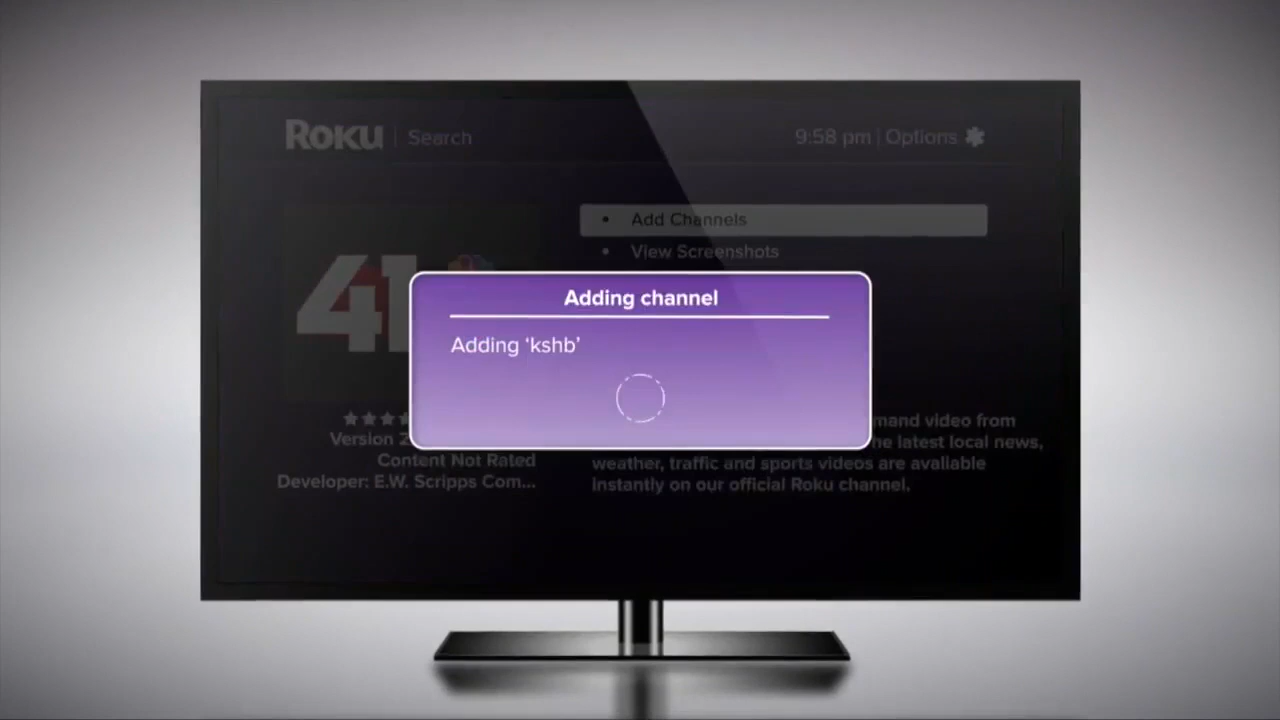 Roku | Search
9:58 pm | Options
41
• Add Channels
• View Screenshots
Adding channel
Adding ‘kshb’
mand video from
Version 2
he latest local news,
Content Not Rated
weather, traffic and sports videos are available
Developer: E.W. Scripps Com...
instantly on our official Roku channel.